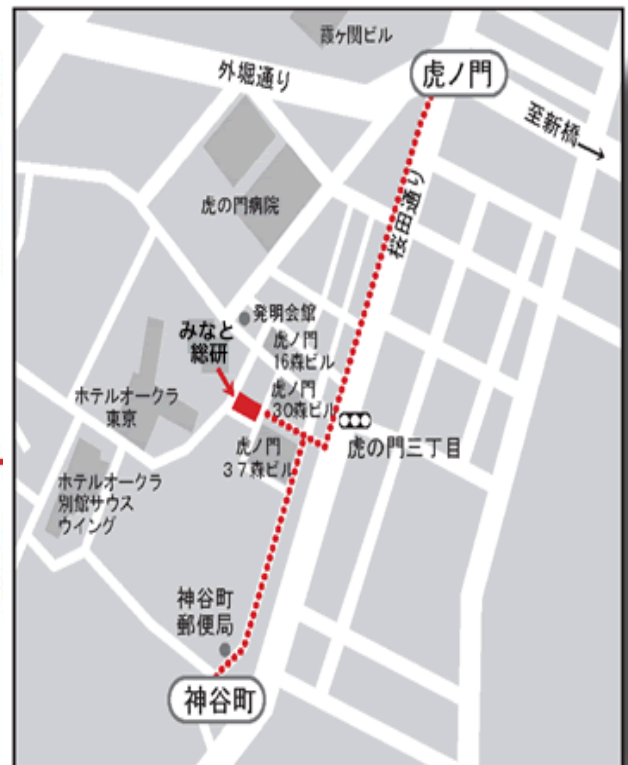 霞ヶ関ビル
外堀通り
虎ノ門
至新橋→
虎の門病院
桜田通り
発明会館
みなと
総研
虎ノ門
16森ビル
虎ノ門
30森ビル
ホテルオークラ
東京
虎の門三丁目
虎ノ門
37森ビル
ホテルオークラ
別館サウス
ウイング
神谷町
郵便局
神谷町